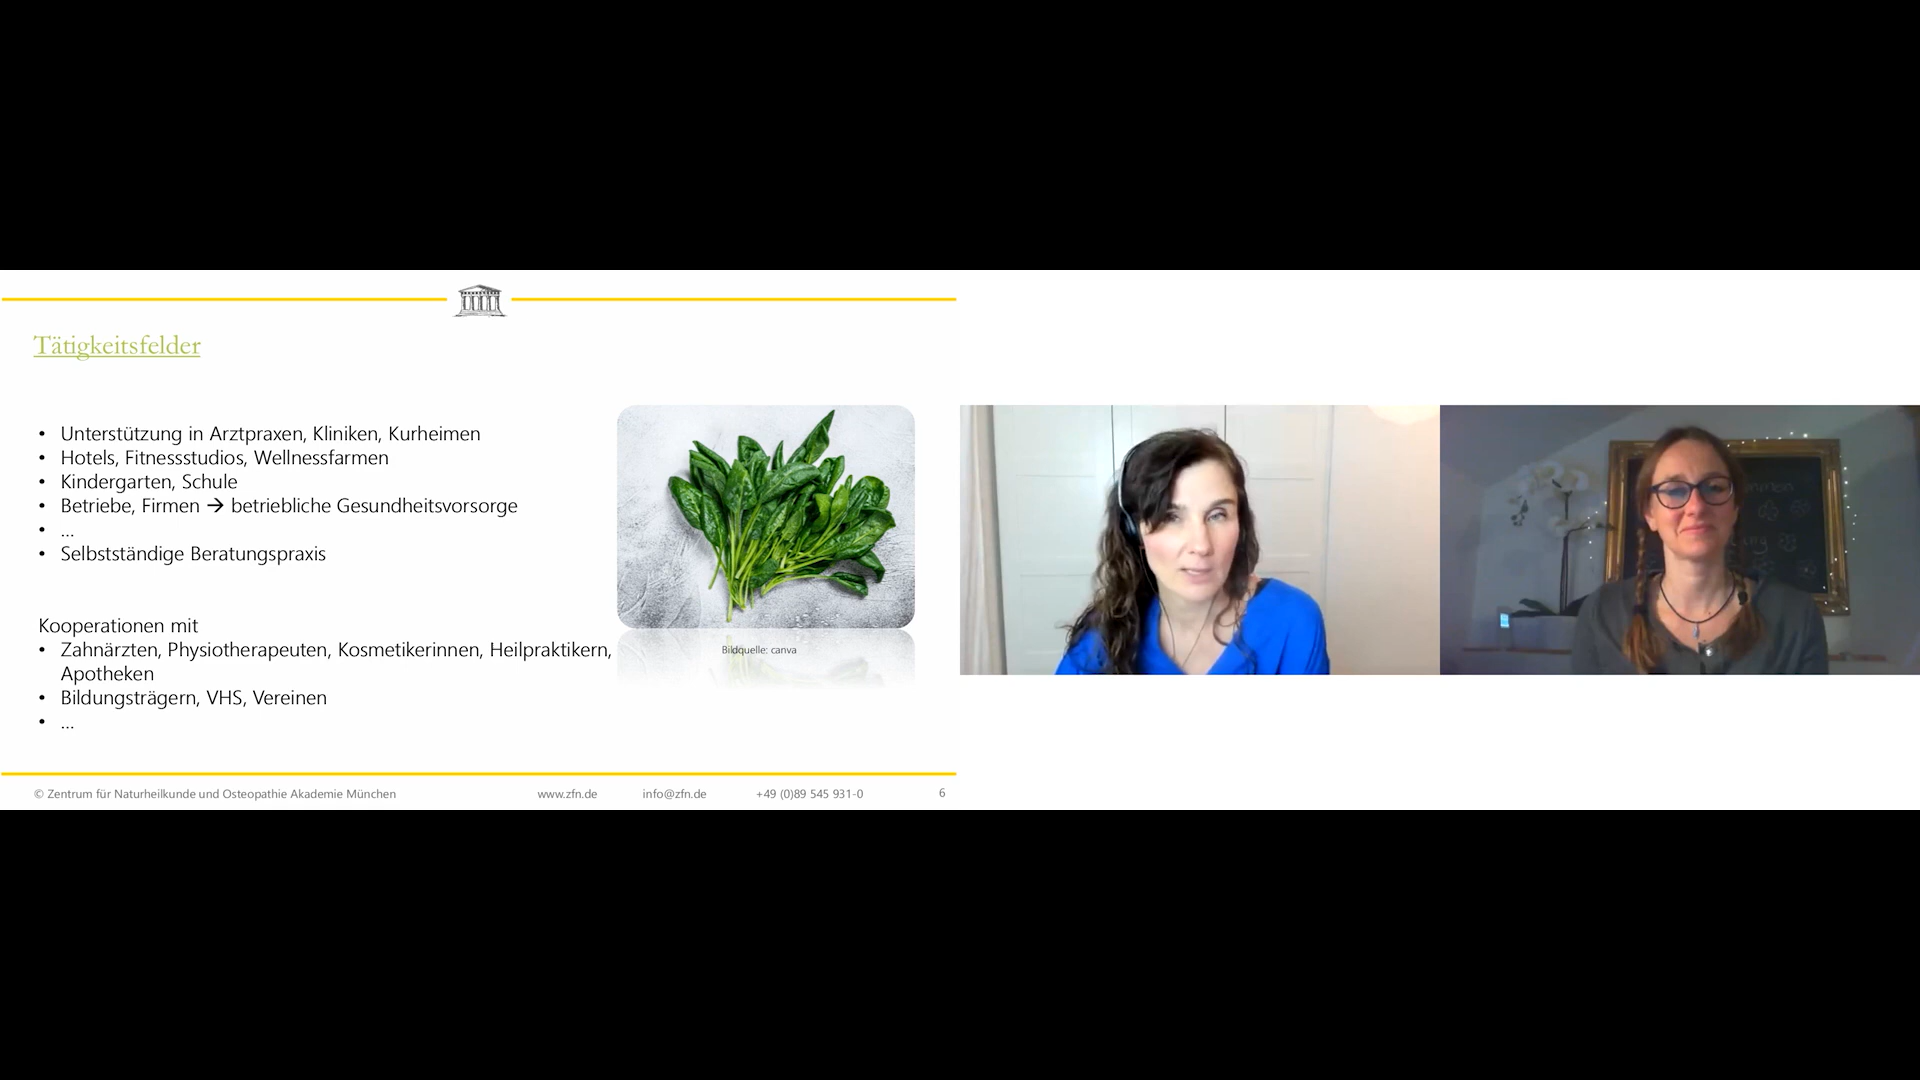 Tätigkeitsfelder
• Unterstützung in Arztpraxen, Kliniken, Kurheimen
• Hotels, Fitnessstudios, Wellnessfarmen
• Kindergarten, Schule
• Betriebe, Firmen → betriebliche Gesundheitsvorsorge
• ...
• Selbstständige Beratungspraxis
Kooperationen mit
• Zahnärzten, Physiotherapeuten, Kosmetikerinnen, Heilpraktikern,
Apotheken
• Bildungsträgern, VHS, Vereinen
• ...
Bildquelle: canva
© Zentrum für Naturheilkunde und Osteopathie Akademie München www.zfn.de info@zfn.de +49 (0)89 545 931-0 6